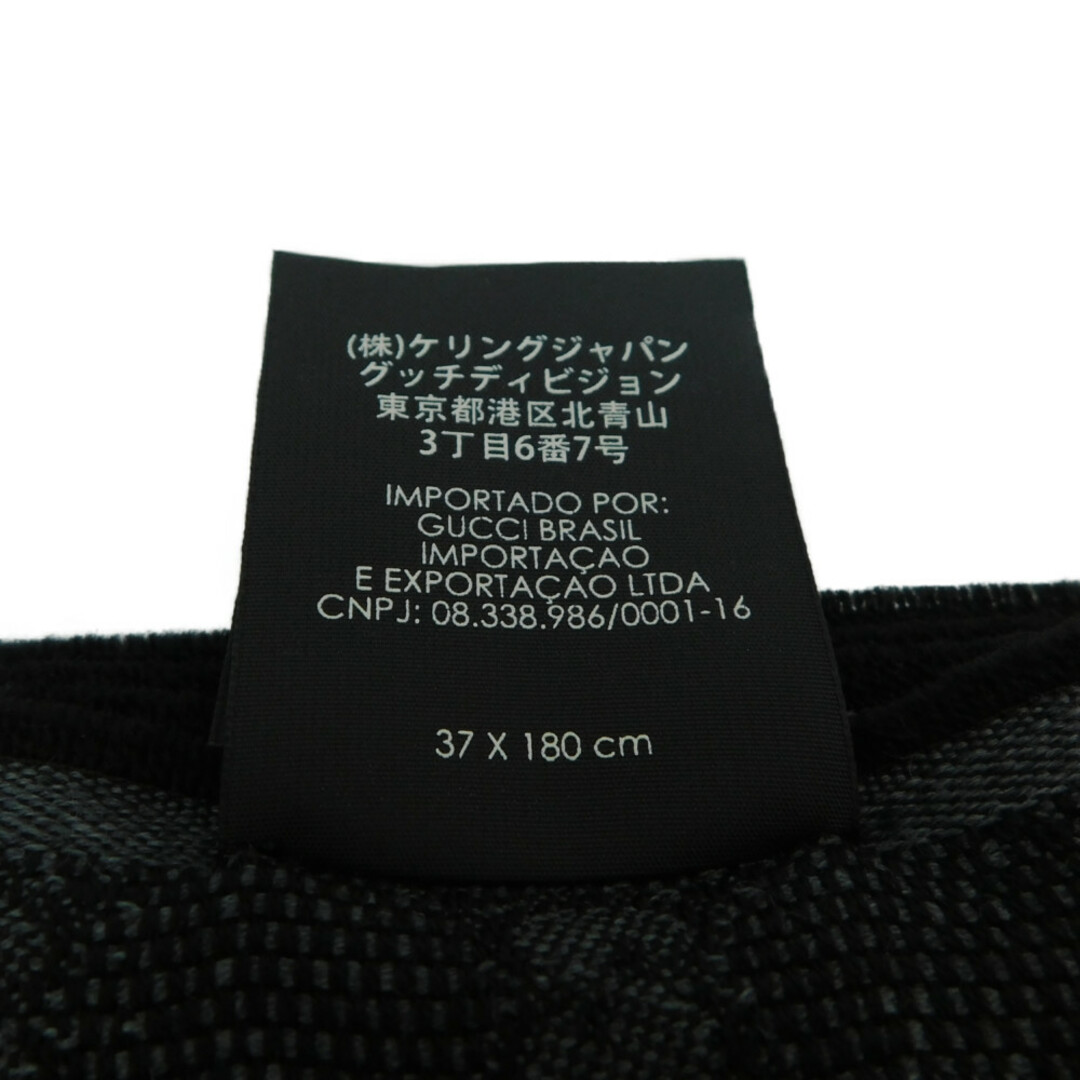 (株)ケリングジャパン
グッチディビジョン
東京都港区北青山
3丁目6番7号
IMPORTADO POR:
GUCCI BRASIL
IMPORTAÇAO
E EXPORTAÇAO LTDA
CNPJ: 08.338.986/0001-16
37 X 180 cm